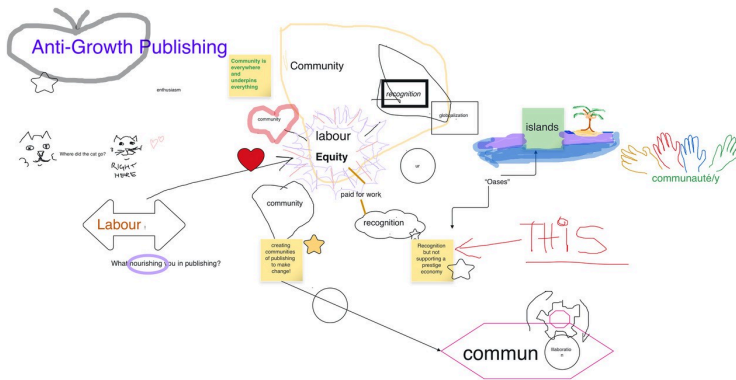 Anti-Growth Publishing
Community is
everywhere
and
underpins
everything
Community
recognition
enthusiasm
community
globalization
labour
Equity
islands
Where did the cat go?
RIGHT
HERE
ur
communauté/y
"Oases"
paid for work
community
recognition
Labour
creating
communities
of publishing
to make
change!
Recognition
but not
supporting a
prestige
economy
THiS
What nourishing you in publishing?
commun
llaboratio
n